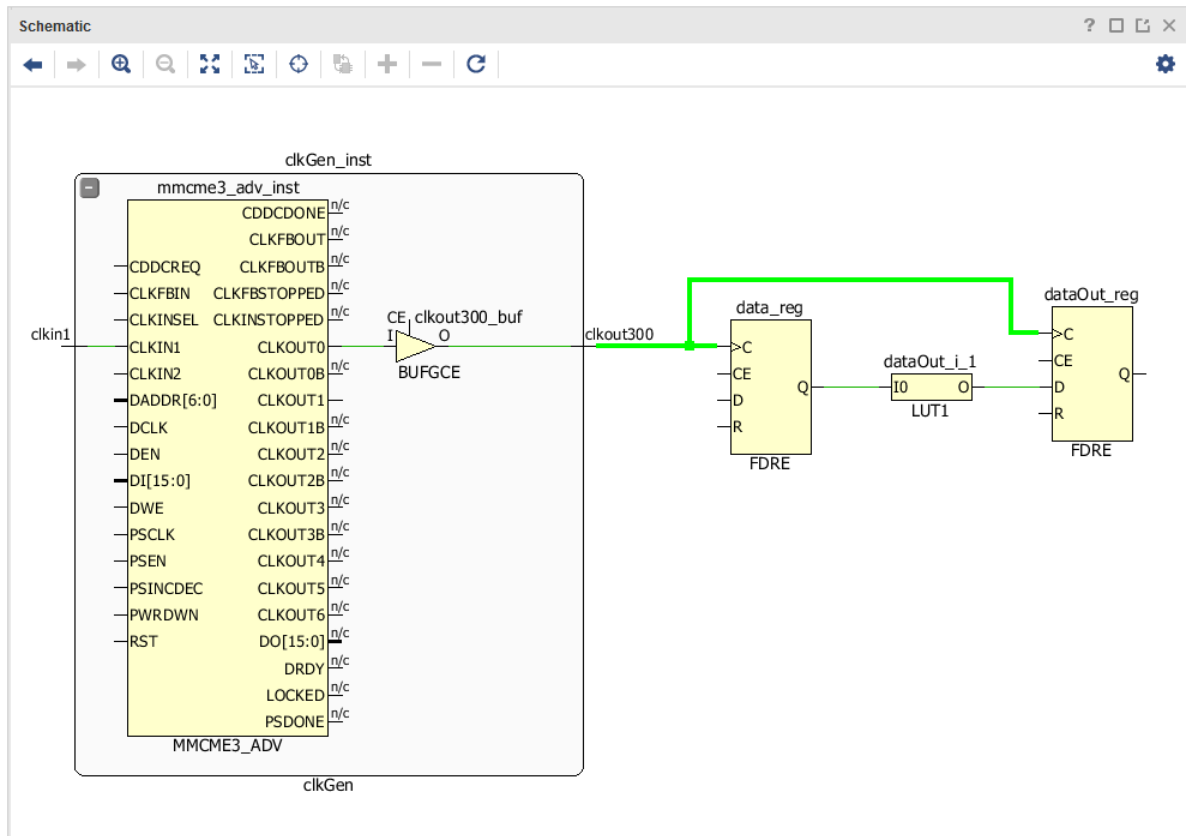 Schematic
clkGen_inst
mmcme3_adv_inst
CDDCDONE n/c
CLKFBOUT n/c
CDDCREQ CLKFBOUTB n/c
CLKFBIN CLKFBSTOPPED n/c
CLKINSEL CLKINSTOPPED n/c
clkin1 CLKIN1 CLKOUT0
CLKIN2 CLKOUT0B n/c
DADDR[6:0] CLKOUT1
DCLK CLKOUT1B n/c
DEN CLKOUT2 n/c
DI[15:0] CLKOUT2B n/c
DWE CLKOUT3 n/c
PSCLK CLKOUT3B n/c
PSEN CLKOUT4 n/c
PSINCDEC CLKOUT5 n/c
PWRDWN CLKOUT6 n/c
RST DO[15:0] n/c
DRDY n/c
LOCKED n/c
PSDONE n/c
MMCME3_ADV
CE clkout300_buf
I O
BUFGCE
clkGen
clkout300
data_reg
C
CE
D Q
R
FDRE
dataOut_i_1
I0 O
LUT1
dataOut_reg
C
CE
D Q
R
FDRE